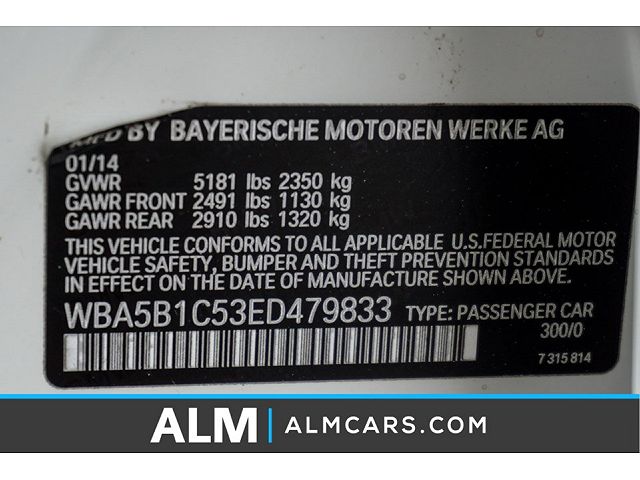 MFD BY BAYERISCHE MOTOREN WERKE AG
01/14
GVWR 5181 lbs 2350 kg
GAWR FRONT 2491 lbs 1130 kg
GAWR REAR 2910 lbs 1320 kg
THIS VEHICLE CONFORMS TO ALL APPLICABLE U.S.FEDERAL MOTOR
VEHICLE SAFETY, BUMPER AND THEFT PREVENTION STANDARDS
IN EFFECT ON THE DATE OF MANUFACTURE SHOWN ABOVE.
WBA5B1C53ED479833 TYPE: PASSENGER CAR
300/0
7 315 814
ALM | ALMCARS.COM